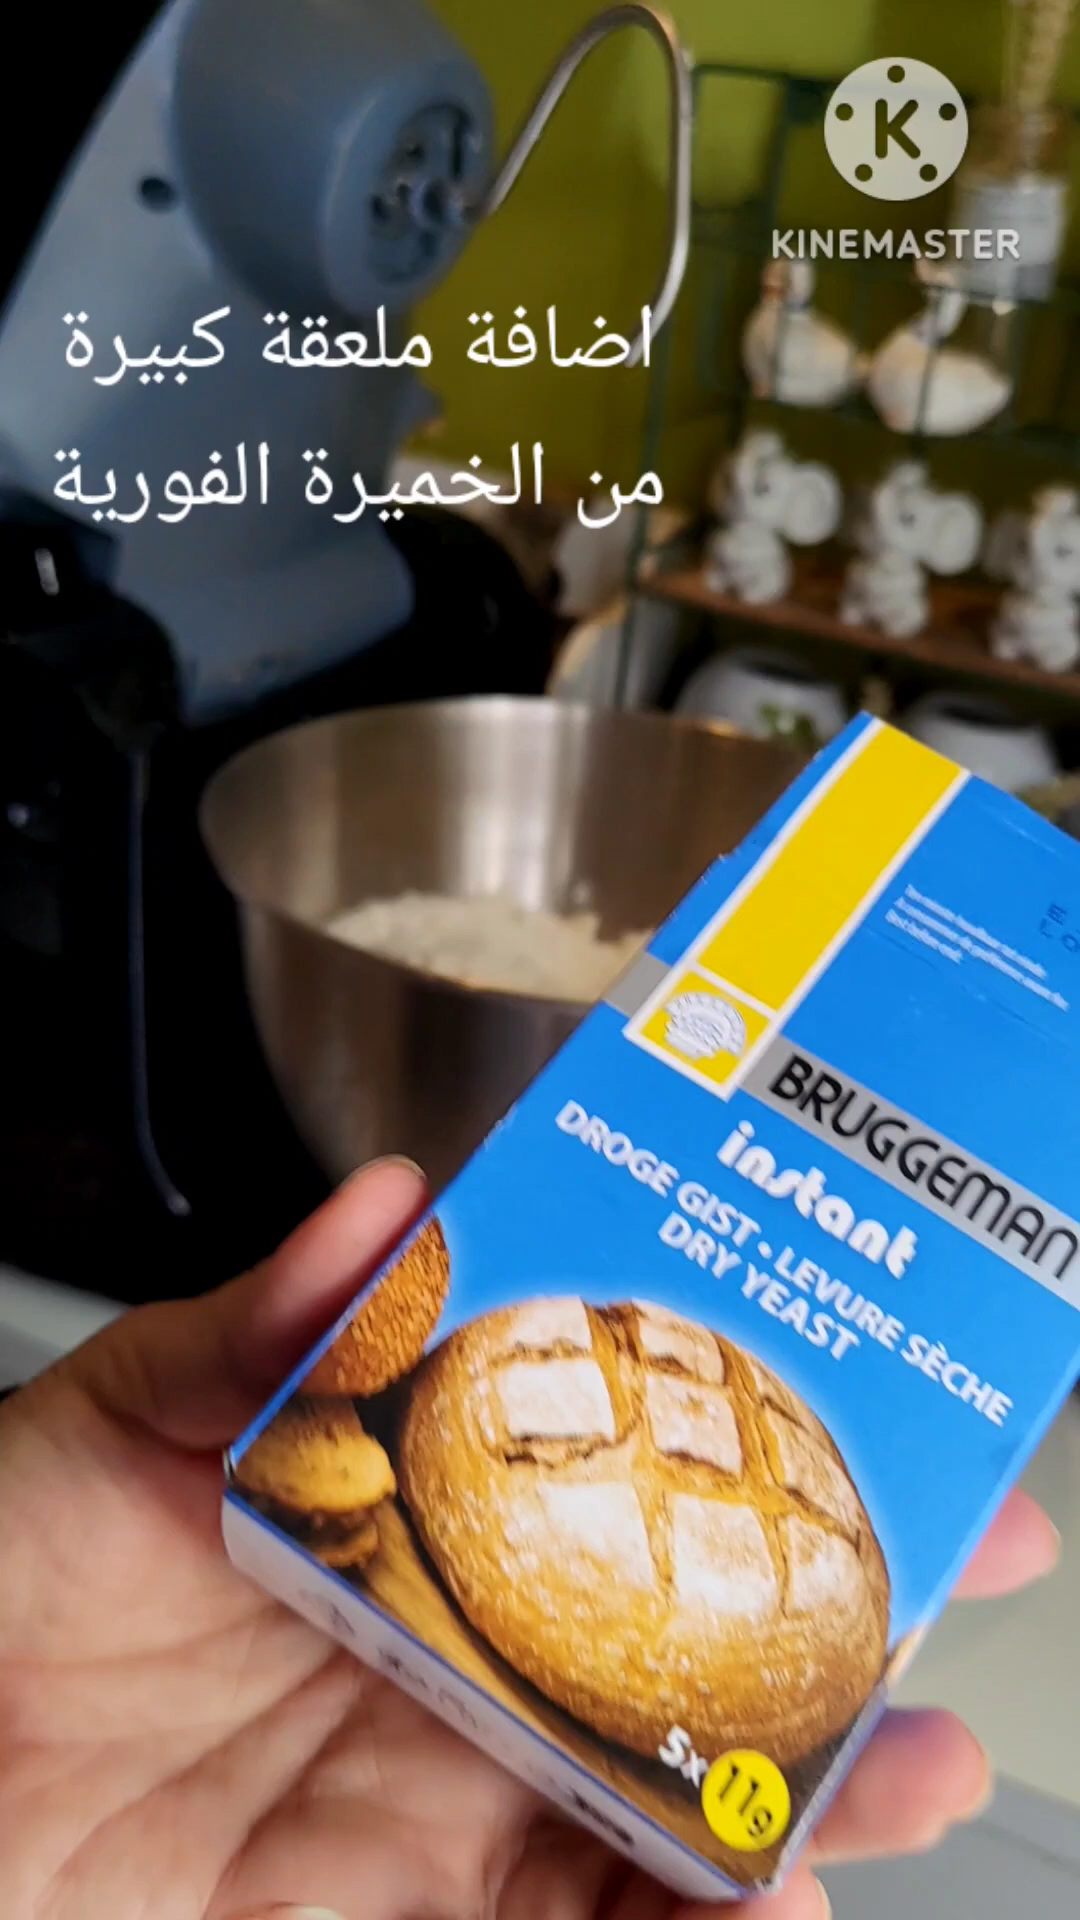 KINEMASTER
اضافة ملعقة كبيرة
من الخميرة الفورية
BRUGGEMAN
instant
DROGE GIST • LEVURE SÈCHE
DRY YEAST
5x 11g